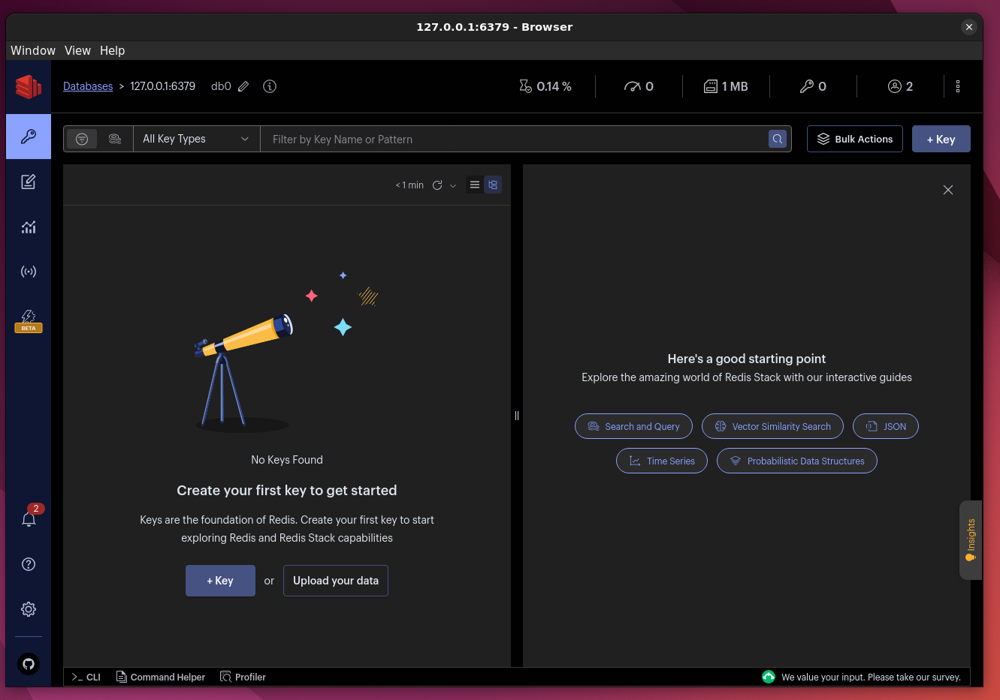 127.0.0.1:6379 - Browser
Window View Help
Databases > 127.0.0.1:6379 db0 0.14 % 0 1 MB 0 2
All Key Types Filter by Key Name or Pattern Bulk Actions + Key
< 1 min
BETA
No Keys Found
Create your first key to get started
Keys are the foundation of Redis. Create your first key to start
exploring Redis and Redis Stack capabilities
+ Key or Upload your data
Here's a good starting point
Explore the amazing world of Redis Stack with our interactive guides
Search and Query Vector Similarity Search JSON
Time Series Probabilistic Data Structures
2
Insights
>_ CLI Command Helper Profiler We value your input. Please take our survey.